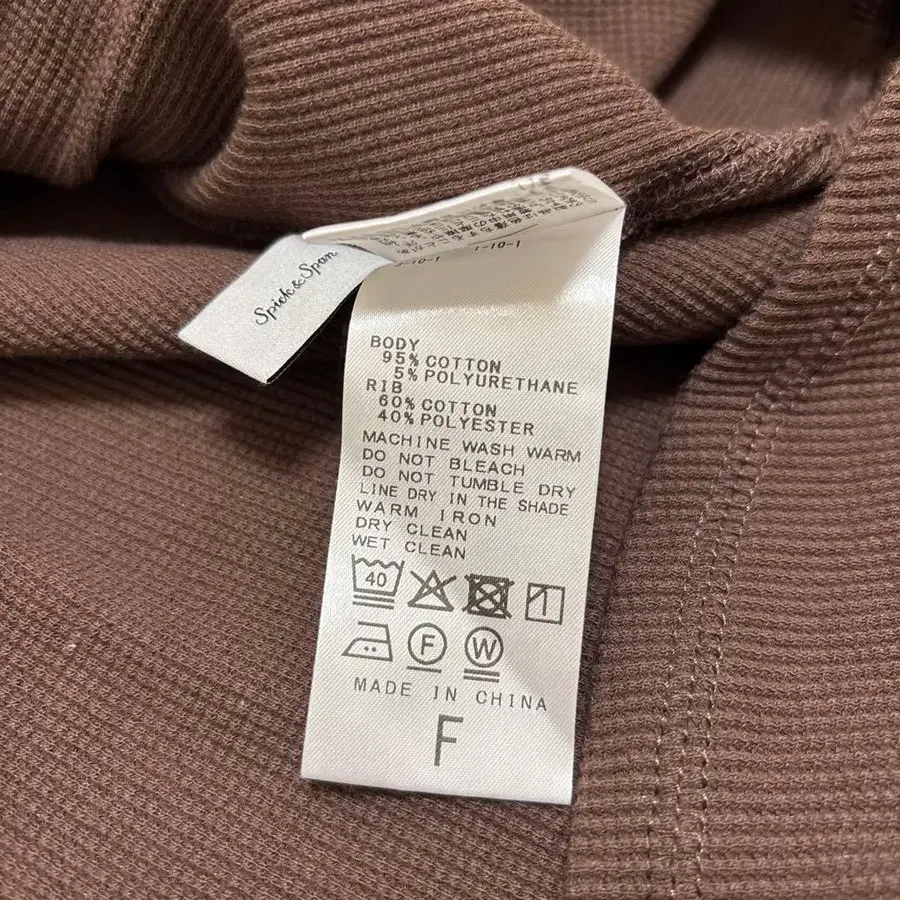 Spick & Span
BODY
95% COTTON
5% POLYURETHANE
RIB
60% COTTON
40% POLYESTER
MACHINE WASH WARM
DO NOT BLEACH
DO NOT TUMBLE DRY
LINE DRY IN THE SHADE
WARM IRON
DRY CLEAN
WET CLEAN
40
F
W
MADE IN CHINA
F